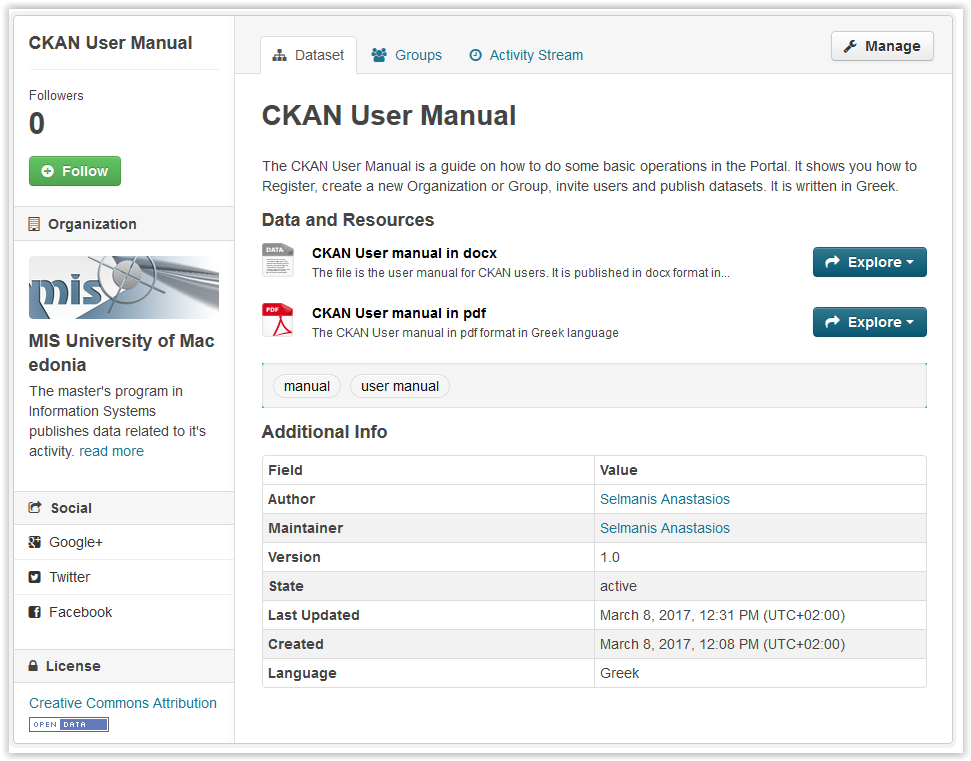 CKAN User Manual
Followers
0
Follow
Organization
mis
MIS University of Mac
edonia
The master's program in
Information Systems
publishes data related to it's
activity. read more
Social
Google+
Twitter
Facebook
License
Creative Commons Attribution
OPEN DATA
Dataset
Groups
Activity Stream
Manage
CKAN User Manual
The CKAN User Manual is a guide on how to do some basic operations in the Portal. It shows you how to
Register, create a new Organization or Group, invite users and publish datasets. It is written in Greek.
Data and Resources
DATA
CKAN User manual in docx
The file is the user manual for CKAN users. It is published in docx format in...
Explore
PDF
CKAN User manual in pdf
The CKAN User manual in pdf format in Greek language
Explore
manual user manual
Additional Info
Field Value
Author Selmanis Anastasios
Maintainer Selmanis Anastasios
Version 1.0
State active
Last Updated March 8, 2017, 12:31 PM (UTC+02:00)
Created March 8, 2017, 12:08 PM (UTC+02:00)
Language Greek